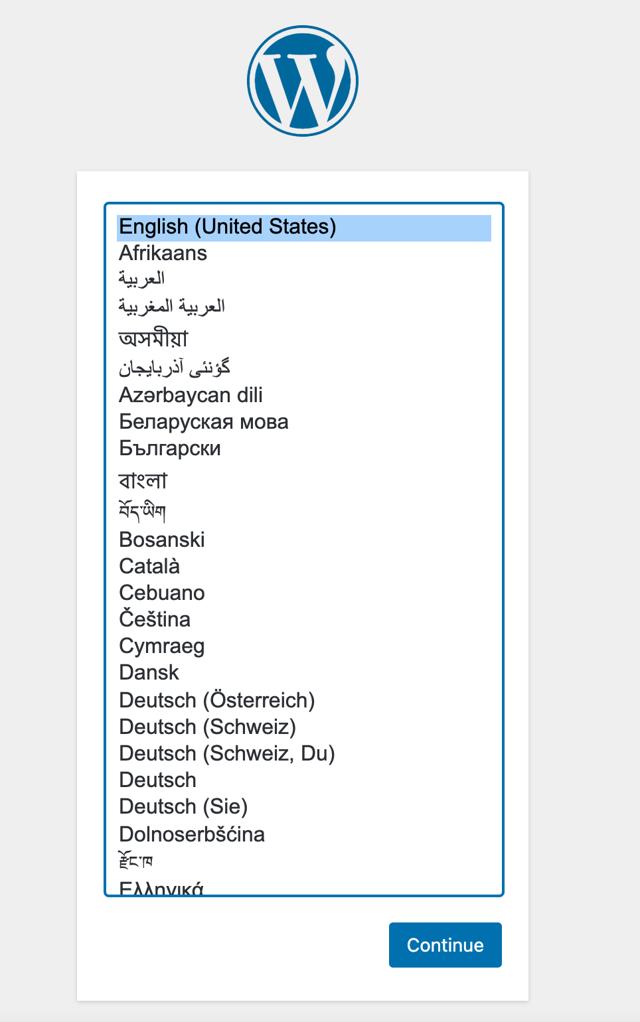 English (United States)
Afrikaans
العربية
العربية المغربية
অসমীয়া
گؤنئی آذربایجان
Azərbaycan dili
Беларуская мова
Български
বাংলা
བོད་ཡིག
Bosanski
Català
Cebuano
Čeština
Cymraeg
Dansk
Deutsch (Österreich)
Deutsch (Schweiz)
Deutsch (Schweiz, Du)
Deutsch
Deutsch (Sie)
Dolnoserbšćina
རྫོང་ཁ
Ελληνικά
Continue